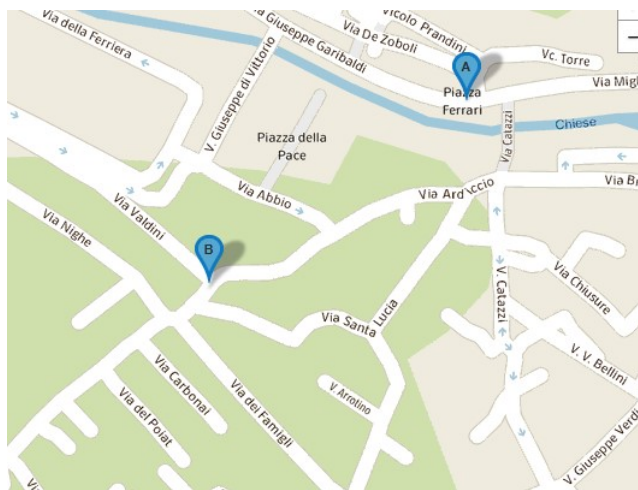 Via della Ferriera
Via Giuseppe Garibaldi
Via De Zoboli
Vicolo Prandini
Vc. Torre
A
Piazza
Ferrari
Via Migl
V. Giuseppe di Vittorio
Piazza della
Pace
Via Catazzi
Chiese
Via Abbio
Via Valdini
Via Nighe
B
Via Santa Lucia
V. Catazzi
Via Chiusure
V. V. Bellini
V. Giuseppe Verdi
V. Arrotino
Via Carbonai
Via del Poiat
Via dei Famigli